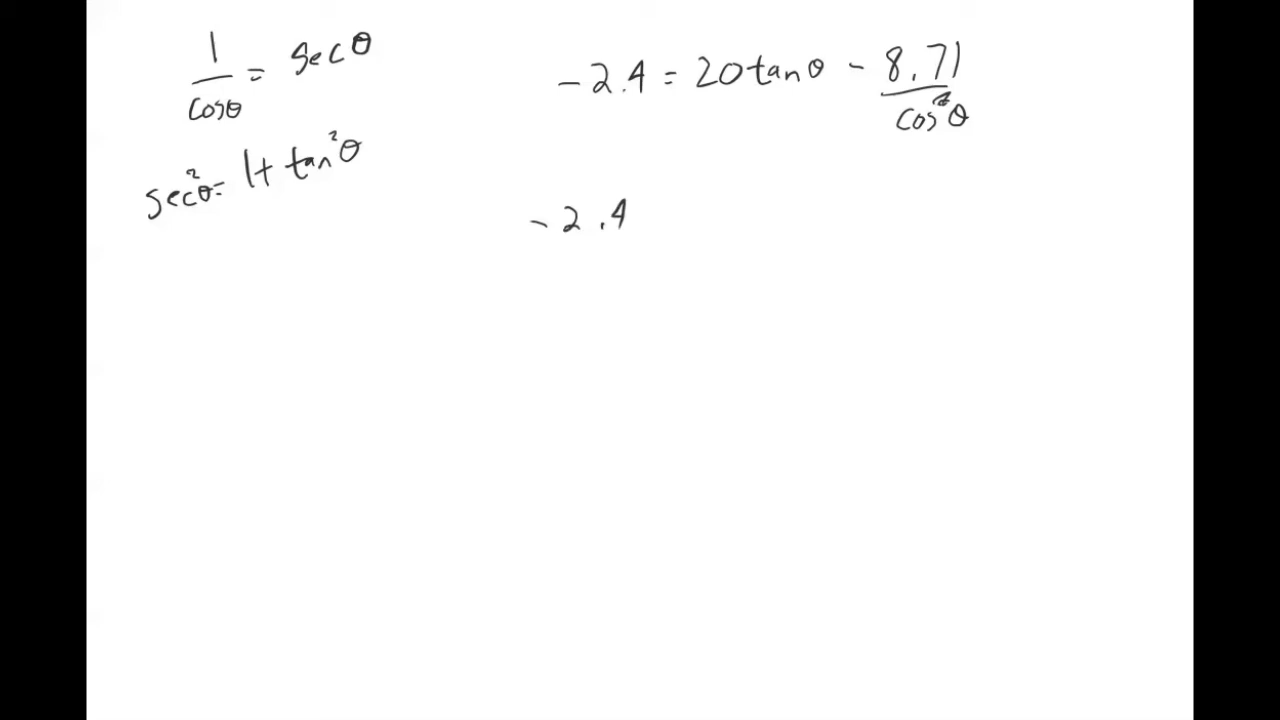 1/cosθ = secθ
sec²θ = 1+ tan²θ
-2.4 = 20tanθ - 8.71/cos²θ
-2.4